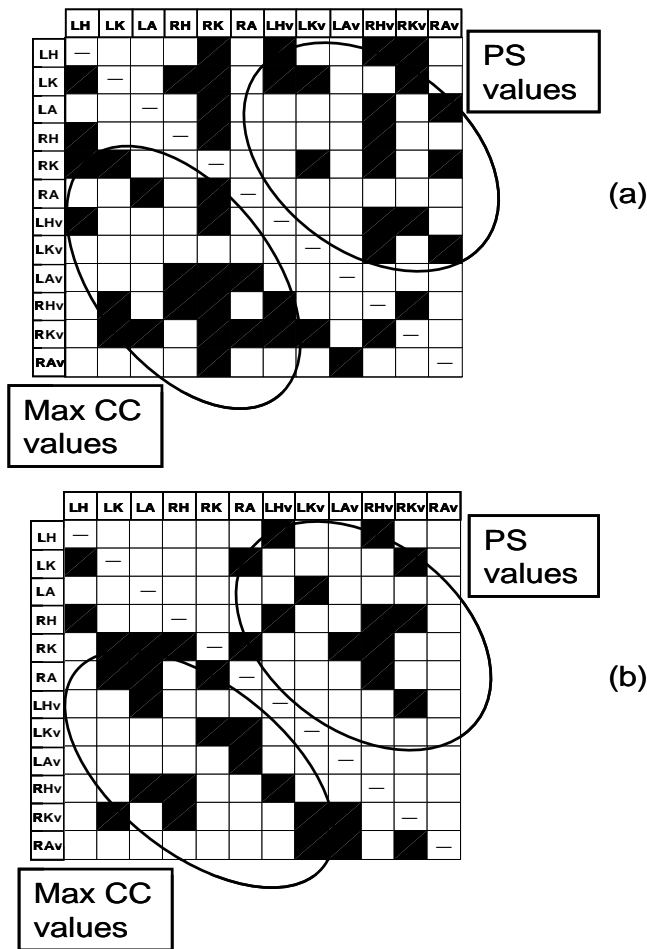 LH LK LA RH RK RA LHv LKv LAv RHv RKv RAv
LH —
LK —
LA —
RH —
RK —
RA —
LHv —
LKv —
LAv —
RHv —
RKv —
RAv —
PS
values
(a)
Max CC
values
LH LK LA RH RK RA LHv LKv LAv RHv RKv RAv
LH —
LK —
LA —
RH —
RK —
RA —
LHv —
LKv —
LAv —
RHv —
RKv —
RAv —
PS
values
(b)
Max CC
values